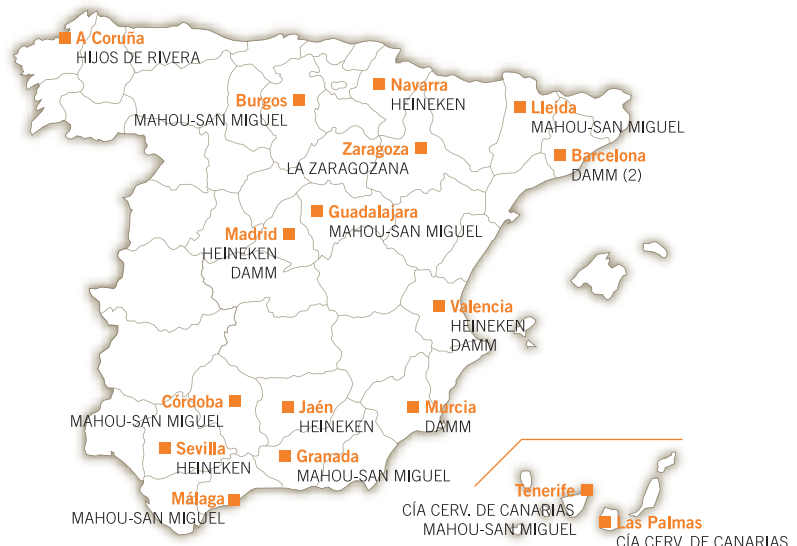 A Coruña
HIJOS DE RIVERA
Navarra
HEINEKEN
Burgos
MAHOU-SAN MIGUEL
Lleída
MAHOU-SAN MIGUEL
Zaragoza
LA ZARAGOZANA
Barcelona
DAMM (2)
Guadalajara
MAHOU-SAN MIGUEL
Madrid
HEINEKEN
DAMM
Valencia
HEINEKEN
DAMM
Córdoba
MAHOU-SAN MIGUEL
Jaén
HEINEKEN
Murcia
DAMM
Sevilla
HEINEKEN
Granada
MAHOU-SAN MIGUEL
Málaga
MAHOU-SAN MIGUEL
Tenerife
CÍA CERV. DE CANARIAS
MAHOU-SAN MIGUEL
Las Palmas
CÍA CERV. DE CANARIAS